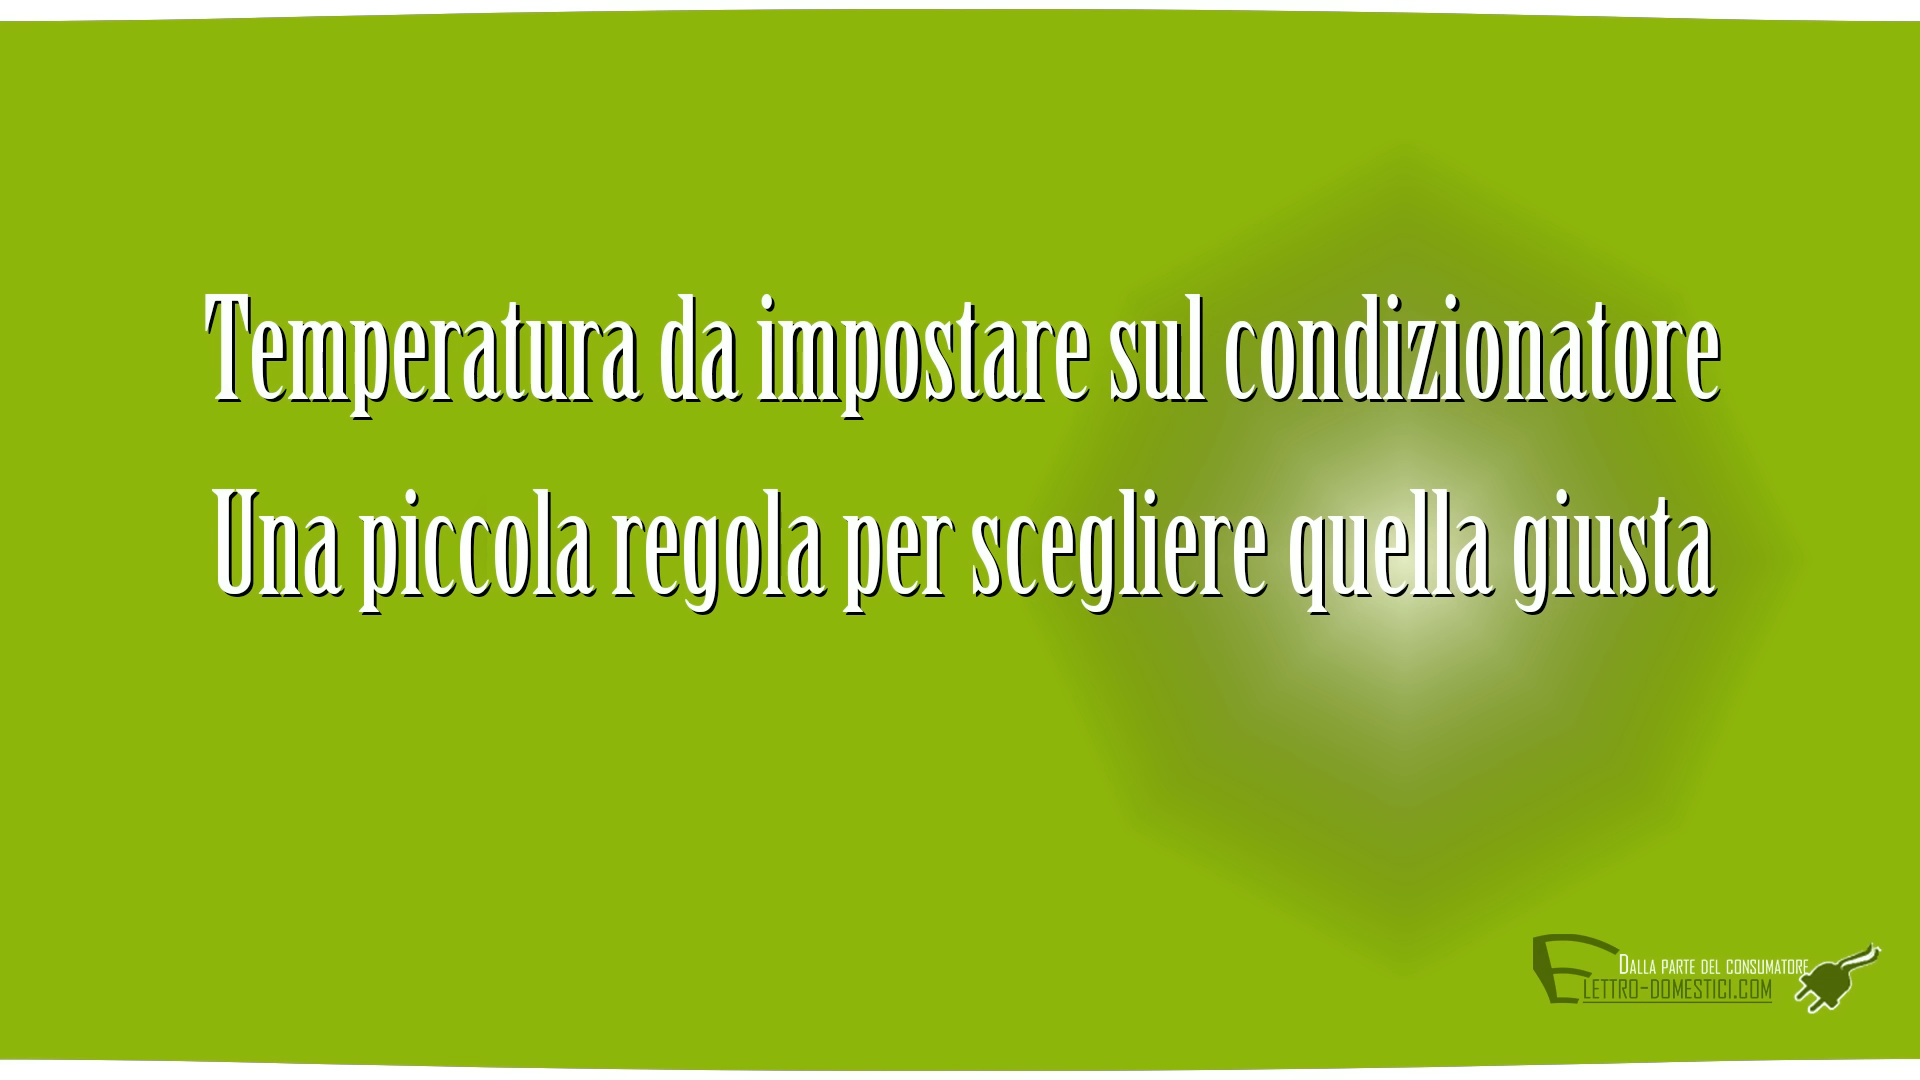 Temperatura da impostare sul condizionatore
Una piccola regola per scegliere quella giusta
Dalla parte del consumatore
Elettro-domestici.com